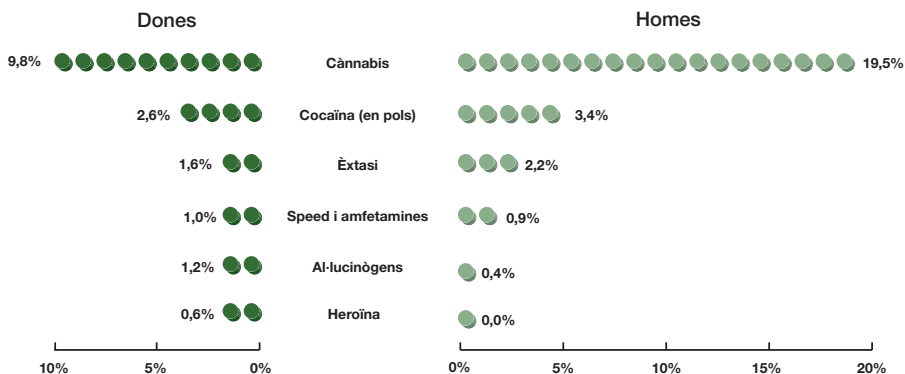 Dones Homes
9,8% Cànnabis 19,5%
2,6% Cocaïna (en pols) 3,4%
1,6% Èxtasi 2,2%
1,0% Speed i amfetamines 0,9%
1,2% Al·lucinògens 0,4%
0,6% Heroïna 0,0%
10% 5% 0% 0% 5% 10% 15% 20%